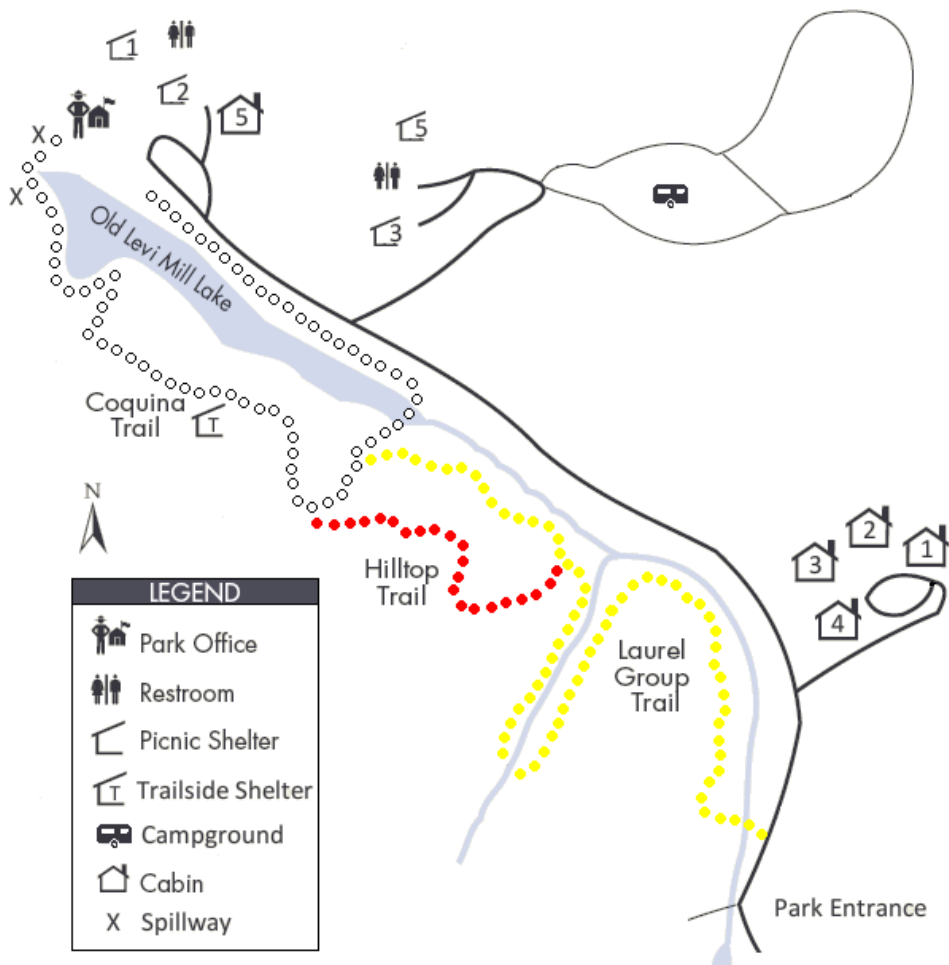 1
2
5
X
X
5
3
Old Levi Mill Lake
Coquina
Trail
T
N
Hilltop
Trail
2
1
3
4
Laurel
Group
Trail
Park Entrance
LEGEND
Park Office
Restroom
Picnic Shelter
T Trailside Shelter
Campground
Cabin
X Spillway